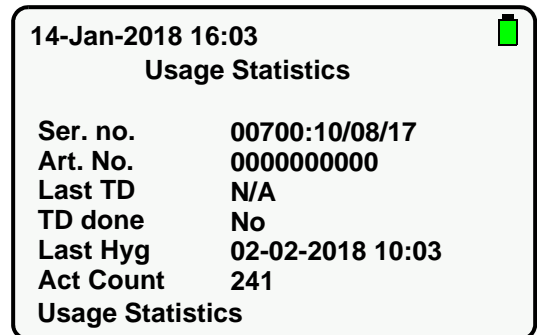 14-Jan-2018 16:03
Usage Statistics
Ser. no. 00700:10/08/17
Art. No. 0000000000
Last TD N/A
TD done No
Last Hyg 02-02-2018 10:03
Act Count 241
Usage Statistics